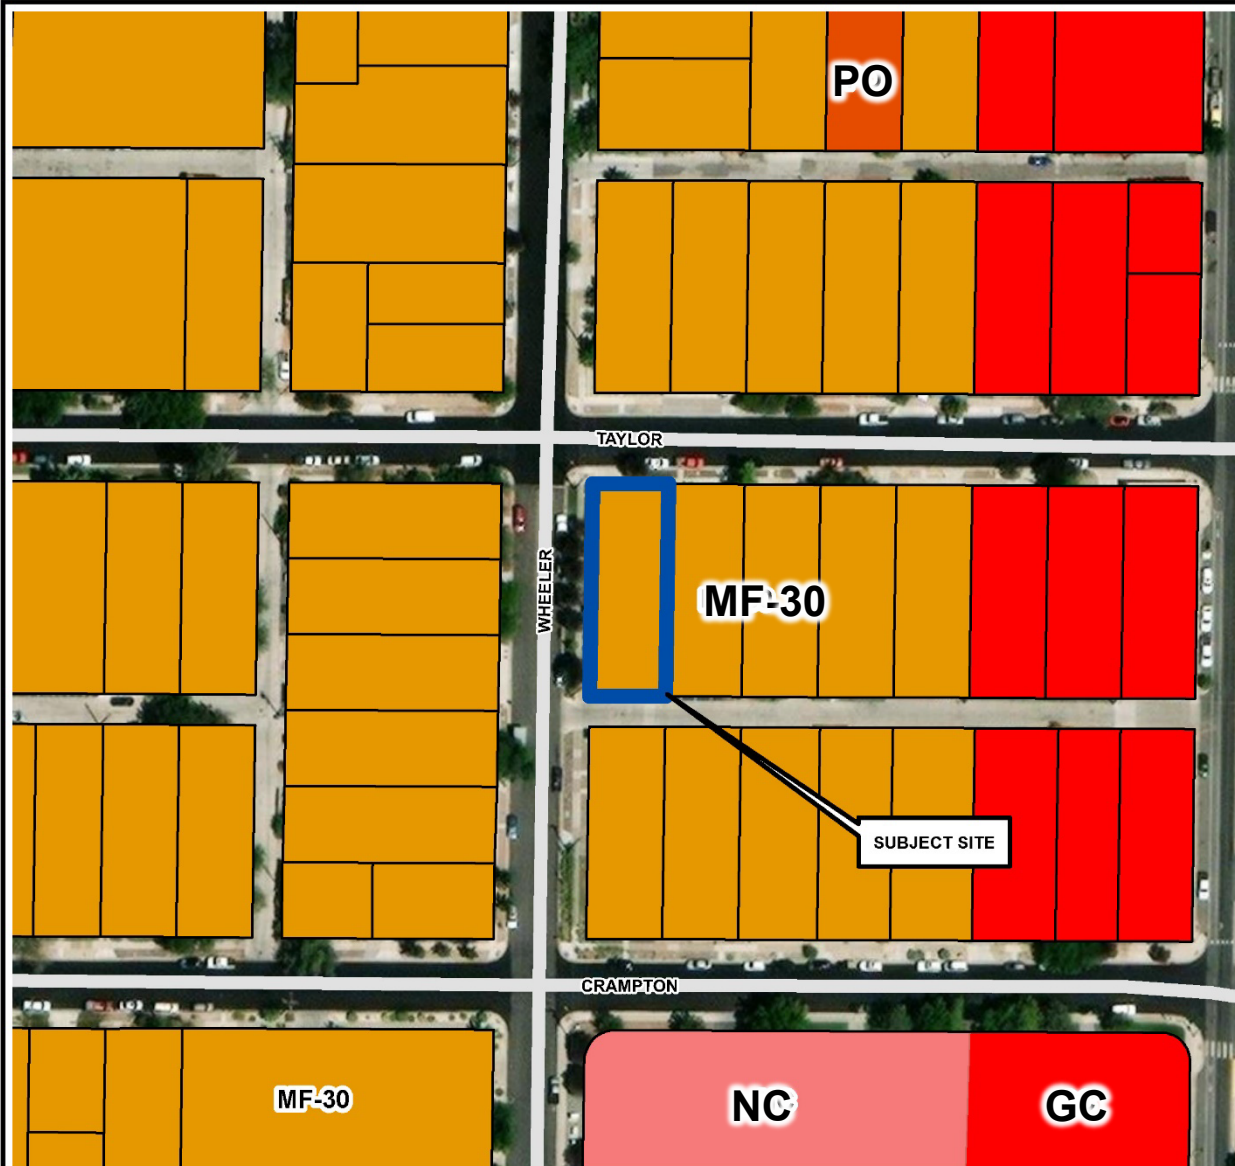 PO
TAYLOR
WHEELER
MF-30
SUBJECT SITE
CRAMPTON
MF-30
NC
GC